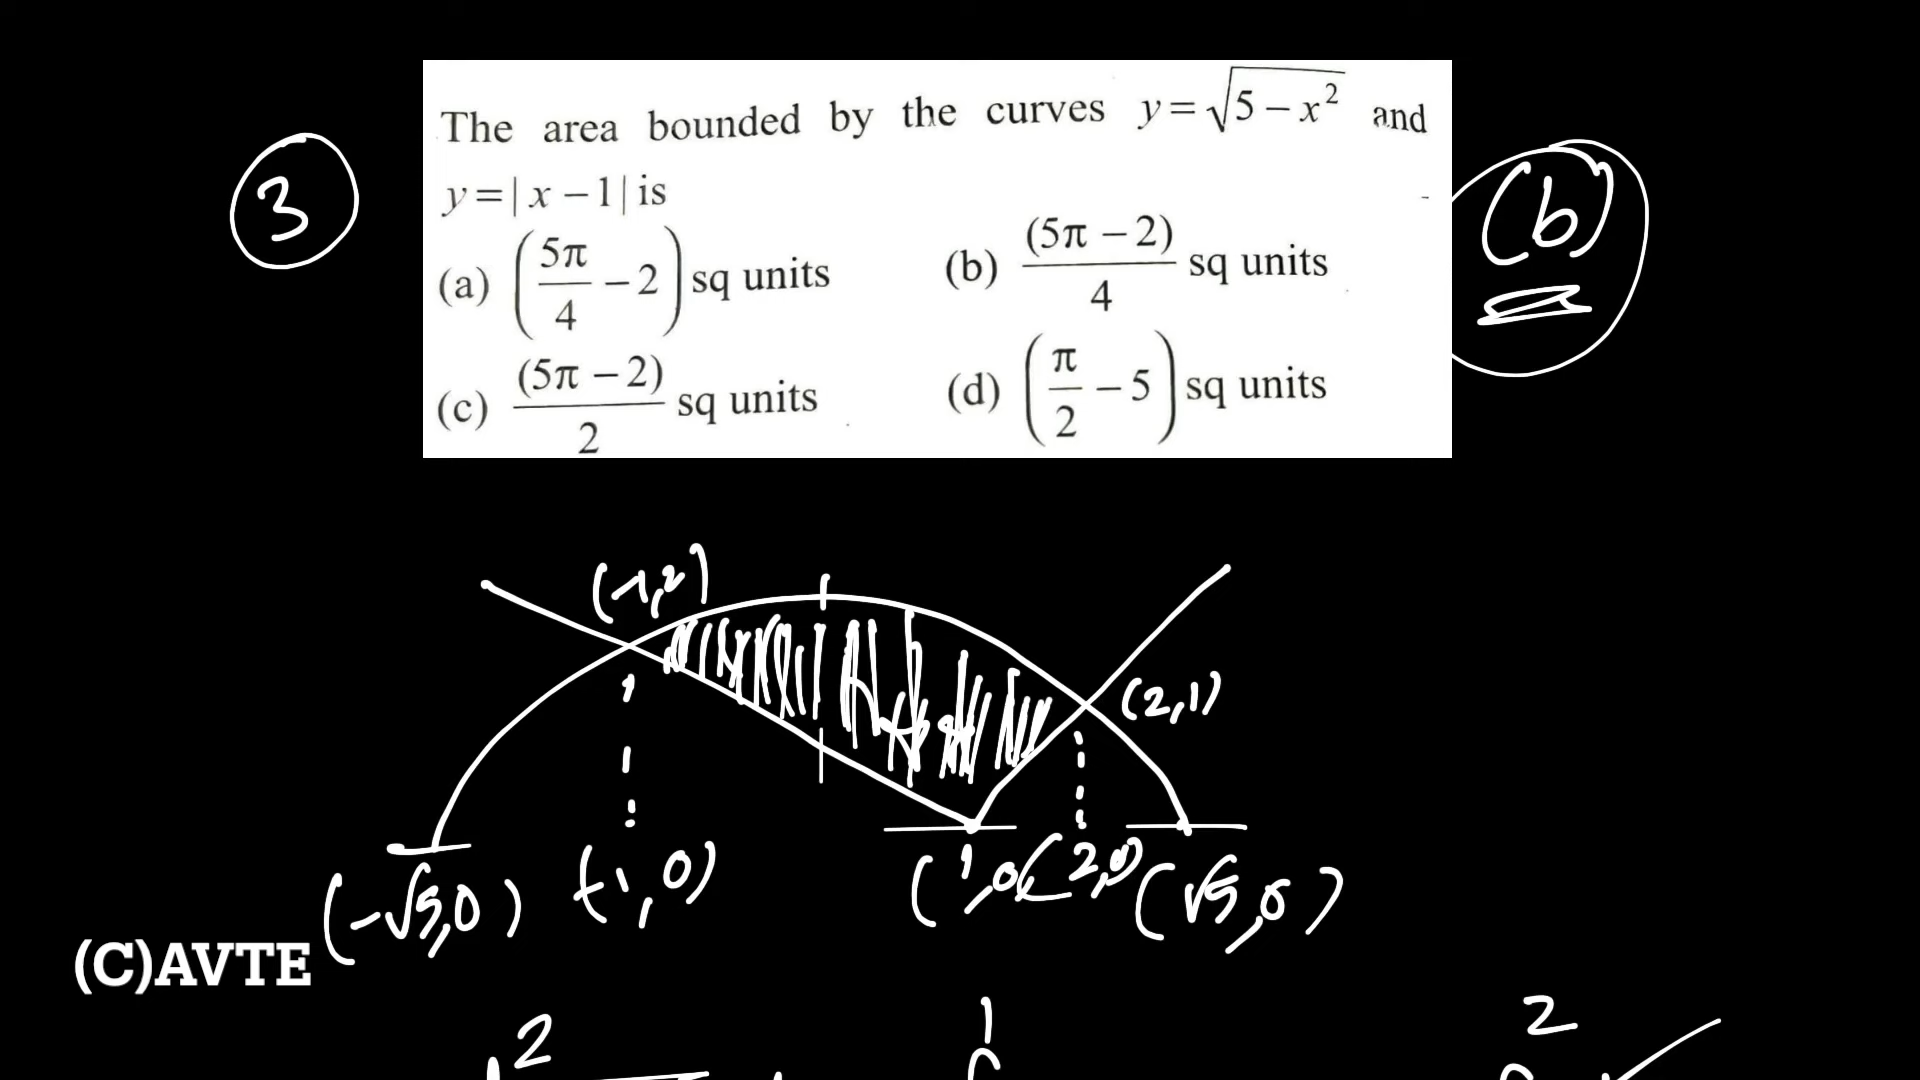 The area bounded by the curves y = √5 – x² and
y = | x – 1 | is
(a) (5π/4 – 2) sq units (b) (5π – 2)/4 sq units
(c) (5π – 2)/2 sq units (d) (π/2 – 5) sq units
3
(b)
(-1,2)
(2,1)
(-√5,0) (-1,0) (1,0) (2,0) (√5,0)
(C)AVTE
2 1 2